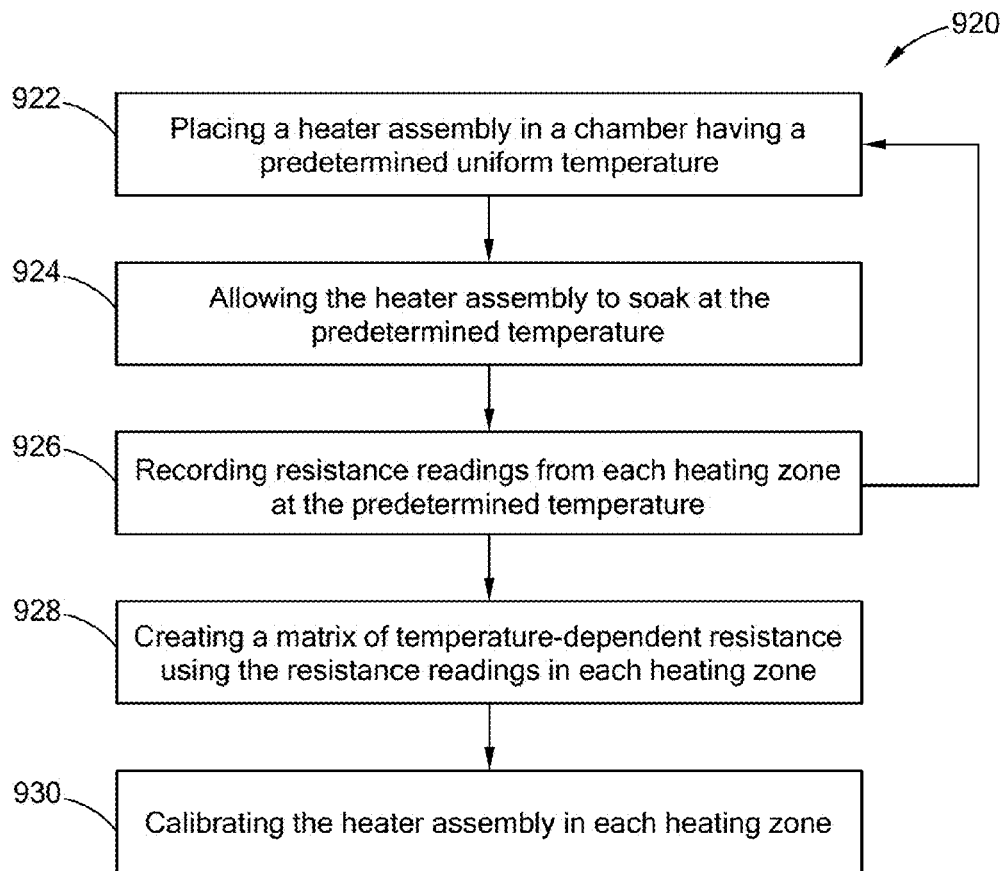 920
922
Placing a heater assembly in a chamber having a
predetermined uniform temperature
924
Allowing the heater assembly to soak at the
predetermined temperature
926
Recording resistance readings from each heating zone
at the predetermined temperature
928
Creating a matrix of temperature-dependent resistance
using the resistance readings in each heating zone
930
Calibrating the heater assembly in each heating zone